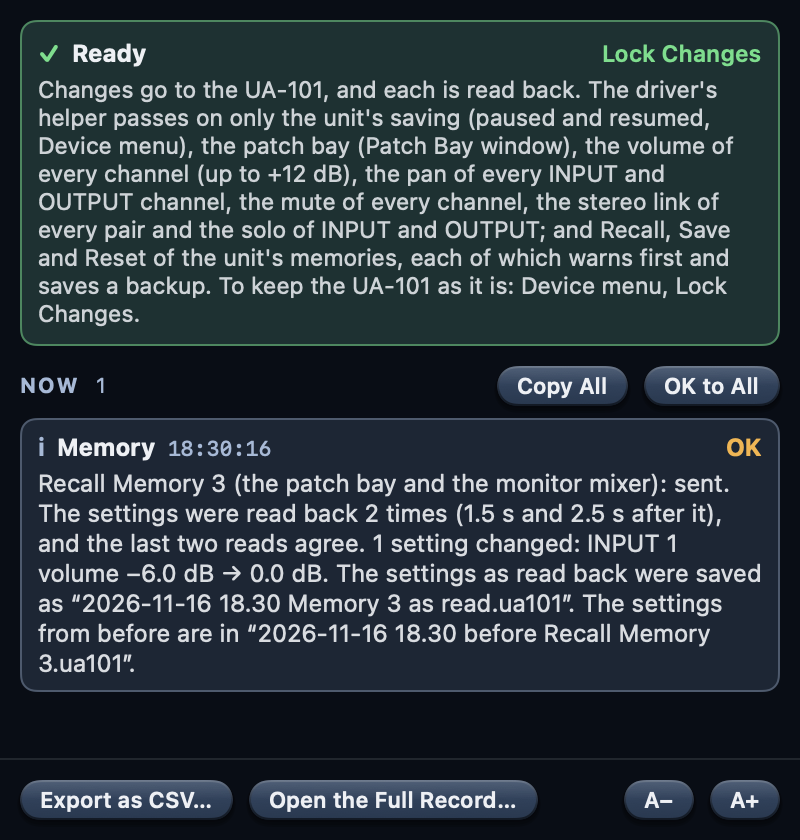 ✓ Ready
Lock Changes
Changes go to the UA-101, and each is read back. The driver's
helper passes on only the unit's saving (paused and resumed,
Device menu), the patch bay (Patch Bay window), the volume of
every channel (up to +12 dB), the pan of every INPUT and
OUTPUT channel, the mute of every channel, the stereo link of
every pair and the solo of INPUT and OUTPUT; and Recall, Save
and Reset of the unit's memories, each of which warns first and
saves a backup. To keep the UA-101 as it is: Device menu, Lock
Changes.
NOW 1
Copy All
OK to All
i Memory 18:30:16
OK
Recall Memory 3 (the patch bay and the monitor mixer): sent.
The settings were read back 2 times (1.5 s and 2.5 s after it),
and the last two reads agree. 1 setting changed: INPUT 1
volume −6.0 dB → 0.0 dB. The settings as read back were saved
as “2026-11-16 18.30 Memory 3 as read.ua101”. The settings
from before are in “2026-11-16 18.30 before Recall Memory
3.ua101”.
Export as CSV...
Open the Full Record...
A−
A+